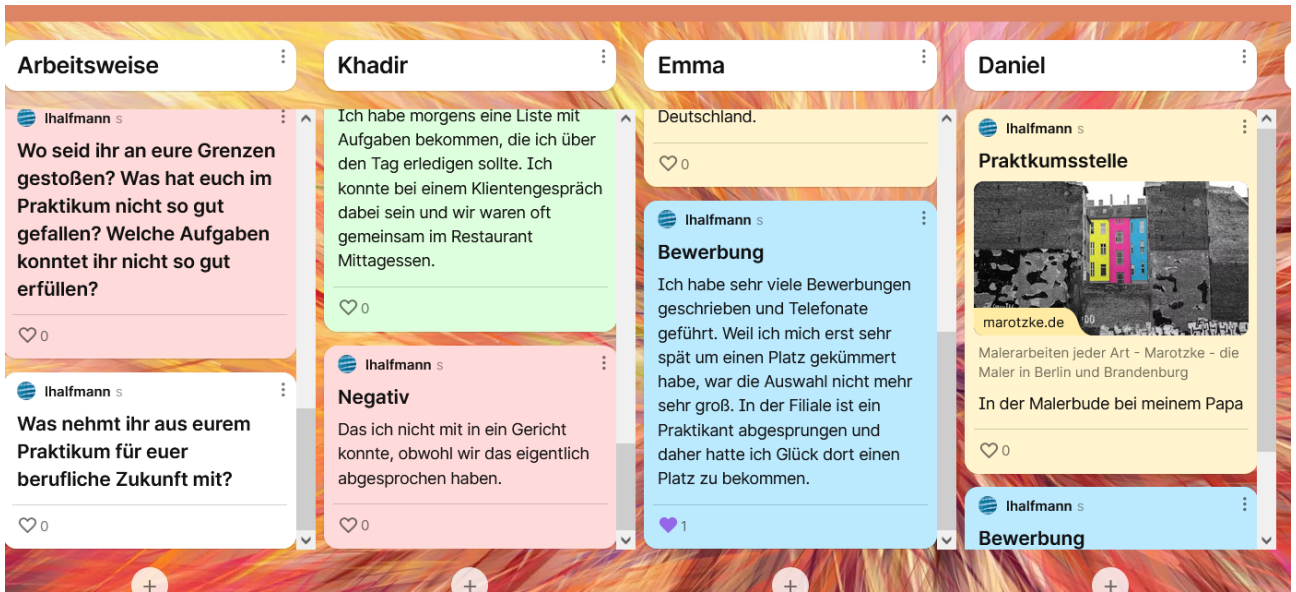 Arbeitsweise
lhalfmann s
Wo seid ihr an eure Grenzen
gestoßen? Was hat euch im
Praktikum nicht so gut
gefallen? Welche Aufgaben
konntet ihr nicht so gut
erfüllen?
0
lhalfmann s
Was nehmt ihr aus eurem
Praktikum für euer
berufliche Zukunft mit?
0
+
Khadir
Ich habe morgens eine Liste mit
Aufgaben bekommen, die ich über
den Tag erledigen sollte. Ich
konnte bei einem Klientengespräch
dabei sein und wir waren oft
gemeinsam im Restaurant
Mittagessen.
0
lhalfmann s
Negativ
Das ich nicht mit in ein Gericht
konnte, obwohl wir das eigentlich
abgesprochen haben.
0
+
Emma
Deutschland.
0
lhalfmann s
Bewerbung
Ich habe sehr viele Bewerbungen
geschrieben und Telefonate
geführt. Weil ich mich erst sehr
spät um einen Platz gekümmert
habe, war die Auswahl nicht mehr
sehr groß. In der Filiale ist ein
Praktikant abgesprungen und
daher hatte ich Glück dort einen
Platz zu bekommen.
1
+
Daniel
lhalfmann s
Praktkumsstelle
marotzke.de
Malerarbeiten jeder Art - Marotzke - die
Maler in Berlin und Brandenburg
In der Malerbude bei meinem Papa
0
lhalfmann s
Bewerbung
+